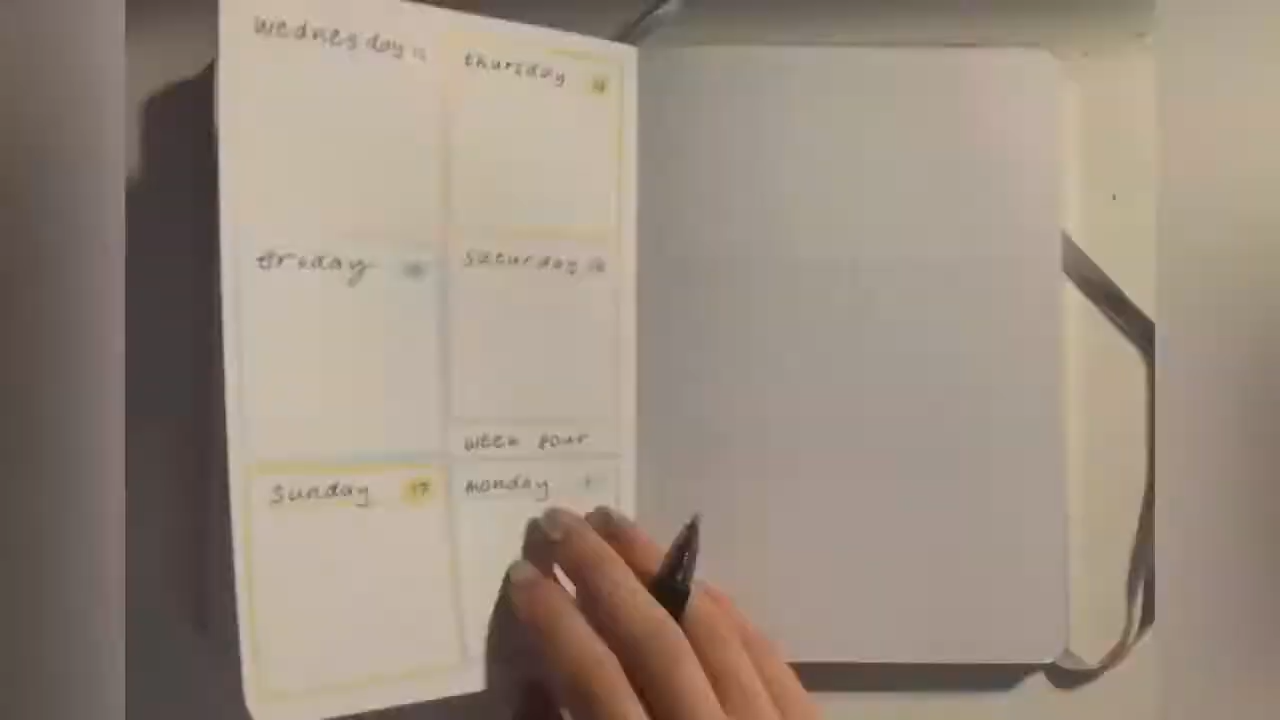 wednesday
thursday
friday
saturday
week four
sunday 17
monday